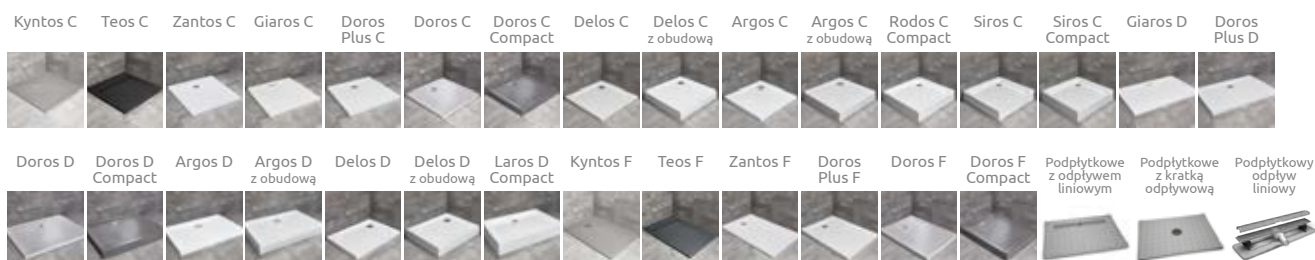 Kyntos C
Teos C
Zantos C
Giaros C
Doros
Plus C
Doros C
Doros C
Compact
Delos C
Delos C
z obudową
Argos C
Argos C
z obudową
Rodos C
Compact
Siros C
Siros C
Compact
Giaros D
Doros
Plus D
Doros D
Doros D
Compact
Argos D
Argos D
z obudową
Delos D
Delos D
z obudową
Laros D
Compact
Kyntos F
Teos F
Zantos F
Doros
Plus F
Doros F
Doros F
Compact
Podpłytkowe
z odpływem
liniowym
Podpłytkowe
z kratką
odpływową
Podpłytkowy
odpływ
liniowy